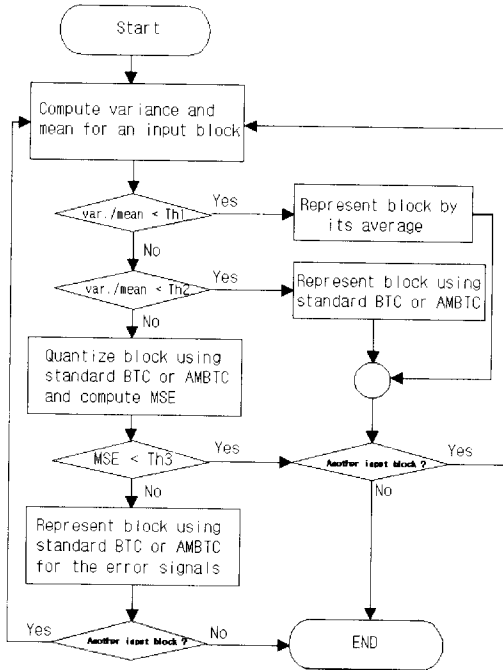 Start
Compute variance and
mean for an input block
var./mean < Th1
Yes
Represent block by
its average
No
var./mean < Th2
Yes
Represent block using
standard BTC or AMBTC
No
Quantize block using
standard BTC or AMBTC
and compute MSE
MSE < Th3
Yes
Another input block ?
Yes
No
No
Represent block using
standard BTC or AMBTC
for the error signals
Yes
Another input block ?
No
END